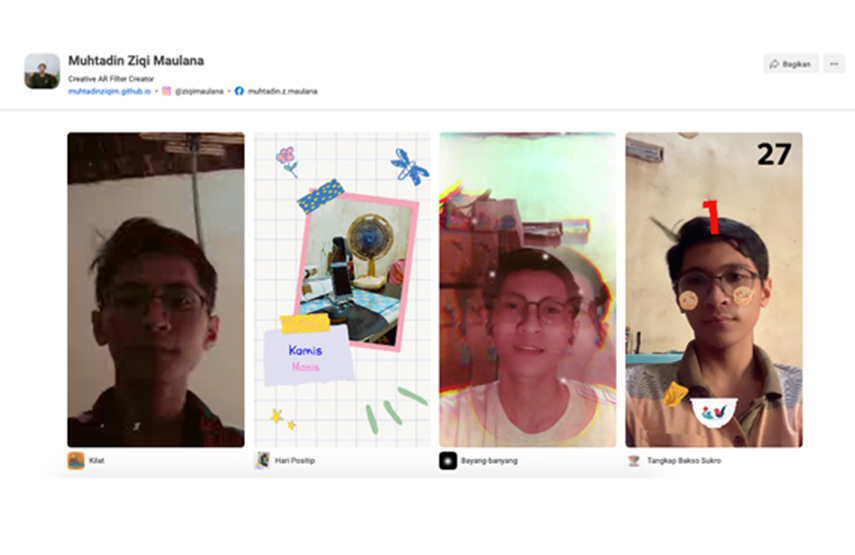 Muhtadin Ziqi Maulana
Creative AR Filter Creator
muhtadinziqim.github.io • @ziqimaulana • muhtadin.z.maulana
Bagikan
27
1
Kamis
Manis
Kilat
Hari Positip
Bayang-banyang
Tangkap Bakso Sukro